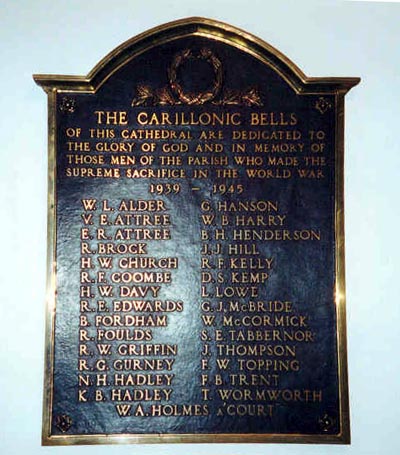 THE CARILLONIC BELLS
OF THIS CATHEDRAL ARE DEDICATED TO
THE GLORY OF GOD AND IN MEMORY OF
THOSE MEN OF THE PARISH WHO MADE THE
SUPREME SACRIFICE IN THE WORLD WAR
1939 - 1945
W. L. ALDER G. HANSON
V. E. ATTREE W. B HARRY
E. R. ATTREE B. H. HENDERSON
R. BROCK J. J. HILL
H. W. CHURCH R. F. KELLY
R. F. COOMBE D. S. KEMP
H. W. DAVY L. LOWE
R. E. EDWARDS G. J. McBRIDE
B. FORDHAM W. McCORMICK
R. FOULDS S. E. TABBERNOR
R. W. GRIFFIN J. THOMPSON
R. G. GURNEY F. W. TOPPING
N. H. HADLEY F. B. TRENT
K. B. HADLEY T. WORMWORTH
W. A. HOLMES A'COURT